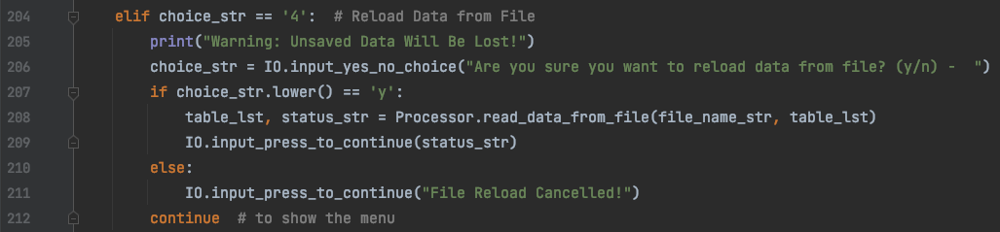 204 elif choice_str == '4':  # Reload Data from File
205 print("Warning: Unsaved Data Will Be Lost!")
206 choice_str = IO.input_yes_no_choice("Are you sure you want to reload data from file? (y/n) -  ")
207 if choice_str.lower() == 'y':
208 table_lst, status_str = Processor.read_data_from_file(file_name_str, table_lst)
209 IO.input_press_to_continue(status_str)
210 else:
211 IO.input_press_to_continue("File Reload Cancelled!")
212 continue  # to show the menu